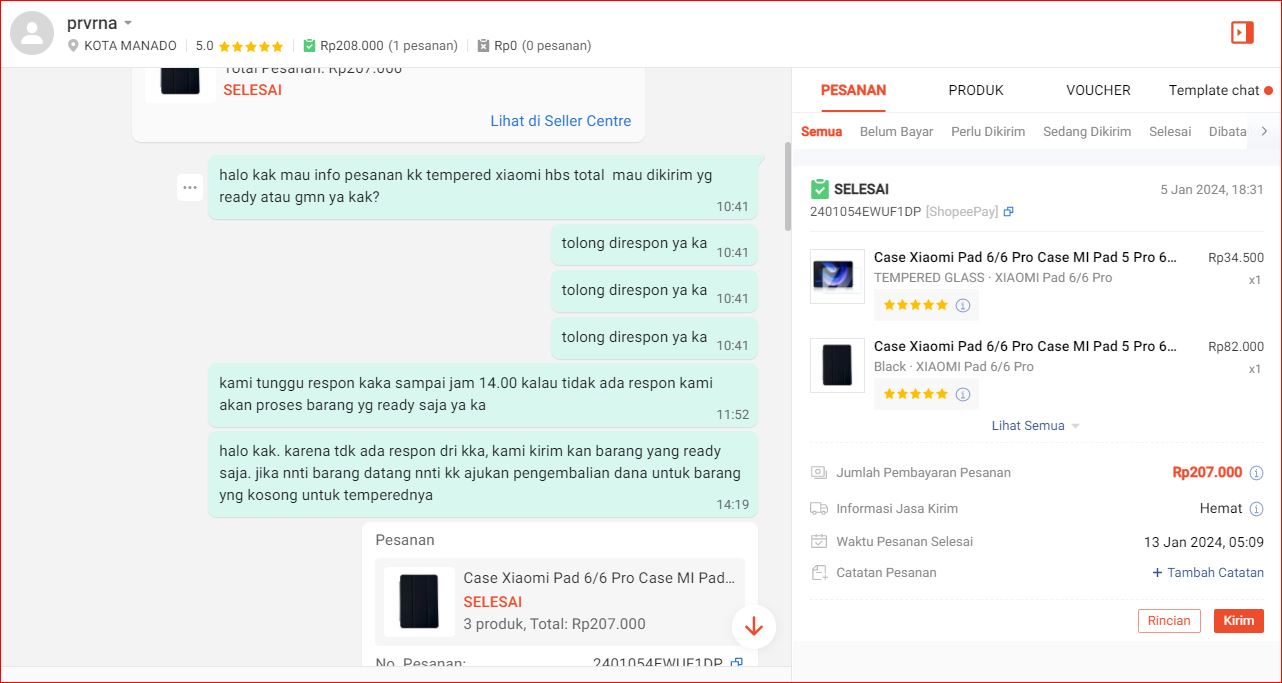 prvrna
KOTA MANADO
5.0
Rp208.000 (1 pesanan)
Rp0 (0 pesanan)
Total Pesanan: Rp207.000
SELESAI
Lihat di Seller Centre
halo kak mau info pesanan kk tempered xiaomi hbs total  mau dikirim yg
ready atau gmn ya kak?
10:41
tolong direspon ya ka
10:41
tolong direspon ya ka
10:41
tolong direspon ya ka
10:41
kami tunggu respon kaka sampai jam 14.00 kalau tidak ada respon kami
akan proses barang yg ready saja ya ka
11:52
halo kak. karena tdk ada respon dri kka, kami kirim kan barang yang ready
saja. jika nnti barang datang nnti kk ajukan pengembalian dana untuk barang
yng kosong untuk temperednya
14:19
Pesanan
Case Xiaomi Pad 6/6 Pro Case MI Pad...
SELESAI
3 produk, Total: Rp207.000
No. Pesanan:
2401054EWUF1DP
PESANAN
PRODUK
VOUCHER
Template chat
Semua
Belum Bayar
Perlu Dikirim
Sedang Dikirim
Selesai
Dibata
SELESAI
5 Jan 2024, 18:31
2401054EWUF1DP [ShopeePay]
Case Xiaomi Pad 6/6 Pro Case MI Pad 5 Pro 6...
Rp34.500
TEMPERED GLASS · XIAOMI Pad 6/6 Pro
x1
Case Xiaomi Pad 6/6 Pro Case MI Pad 5 Pro 6...
Rp82.000
Black · XIAOMI Pad 6/6 Pro
x1
Lihat Semua
Jumlah Pembayaran Pesanan
Rp207.000
Informasi Jasa Kirim
Hemat
Waktu Pesanan Selesai
13 Jan 2024, 05:09
Catatan Pesanan
+ Tambah Catatan
Rincian
Kirim